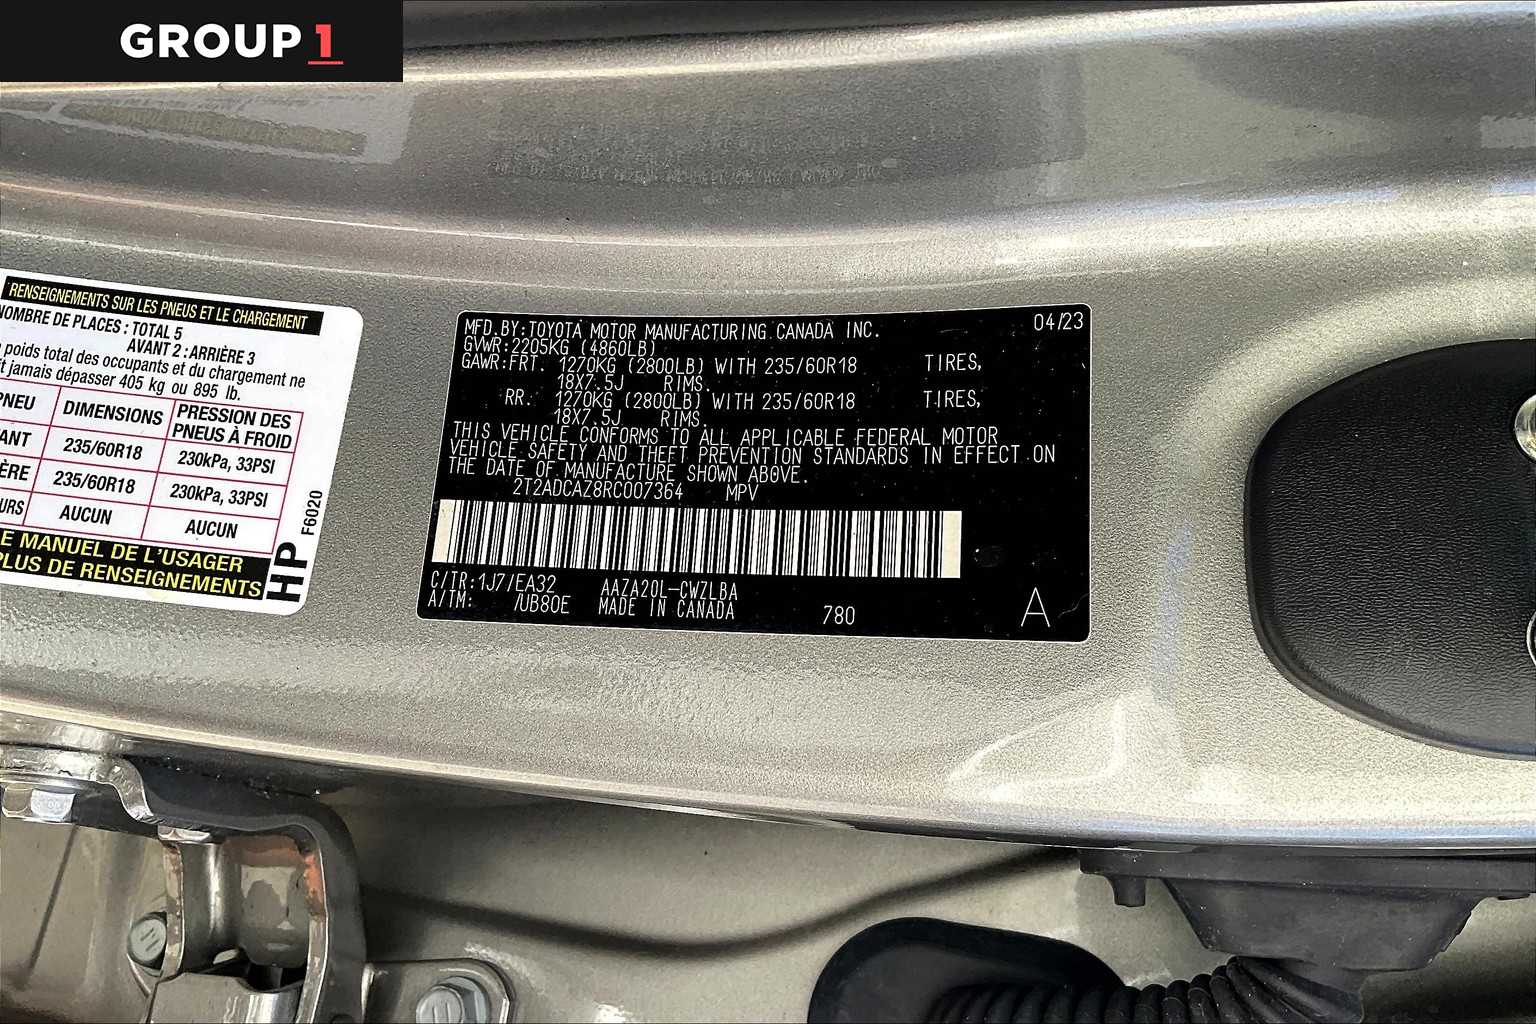 GROUP 1
RENSEIGNEMENTS SUR LES PNEUS ET LE CHARGEMENT
NOMBRE DE PLACES : TOTAL 5
AVANT 2 : ARRIÈRE 3
poids total des occupants et du chargement ne
jamais dépasser 405 kg ou 895 lb.
PNEU DIMENSIONS PRESSION DES PNEUS À FROID
235/60R18 230kPa, 33PSI
235/60R18 230kPa, 33PSI
AUCUN AUCUN
MANUEL DE L'USAGER
PLUS DE RENSEIGNEMENTS
HP F6020
MFD.BY:TOYOTA MOTOR MANUFACTURING CANADA INC. 04/23
GVWR:2205KG (4860LB)
GAWR:FRT. 1270KG (2800LB) WITH 235/60R18 TIRES,
18X7.5J RIMS.
RR. 1270KG (2800LB) WITH 235/60R18 TIRES,
18X7.5J RIMS.
THIS VEHICLE CONFORMS TO ALL APPLICABLE FEDERAL MOTOR
VEHICLE SAFETY AND THEFT PREVENTION STANDARDS IN EFFECT ON
THE DATE OF MANUFACTURE SHOWN ABOVE.
2T2ADCAZ8RC007364 MPV
C/TR:1J7/EA32 AAZA20L-CWZLBA
A/TM: /UB80E MADE IN CANADA 780 A